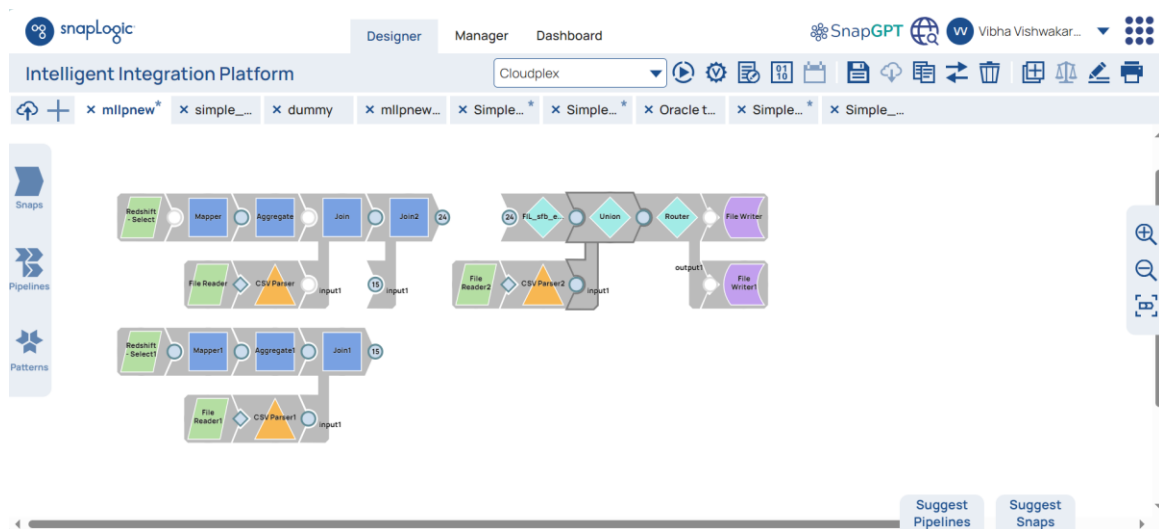 snapLogic
Designer
Manager
Dashboard
SnapGPT
VV
Vibha Vishwakar...
Intelligent Integration Platform
Cloudplex
mllpnew*
simple_...
dummy
mllpnew...
Simple...*
Simple...*
Oracle t...
Simple...*
Simple_...
Snaps
Pipelines
Patterns
Redshift
- Select
Mapper
Aggregate
Join
Join2
24
24
FIL_sfb_e...
Union
Router
File Writer
File Reader
CSV Parser
input1
15
input1
File
Reader2
CSV Parser2
input1
output1
File
Writer1
Redshift
- Select1
Mapper1
Aggregate1
Join1
15
File
Reader1
CSV Parser1
input1
Suggest
Pipelines
Suggest
Snaps